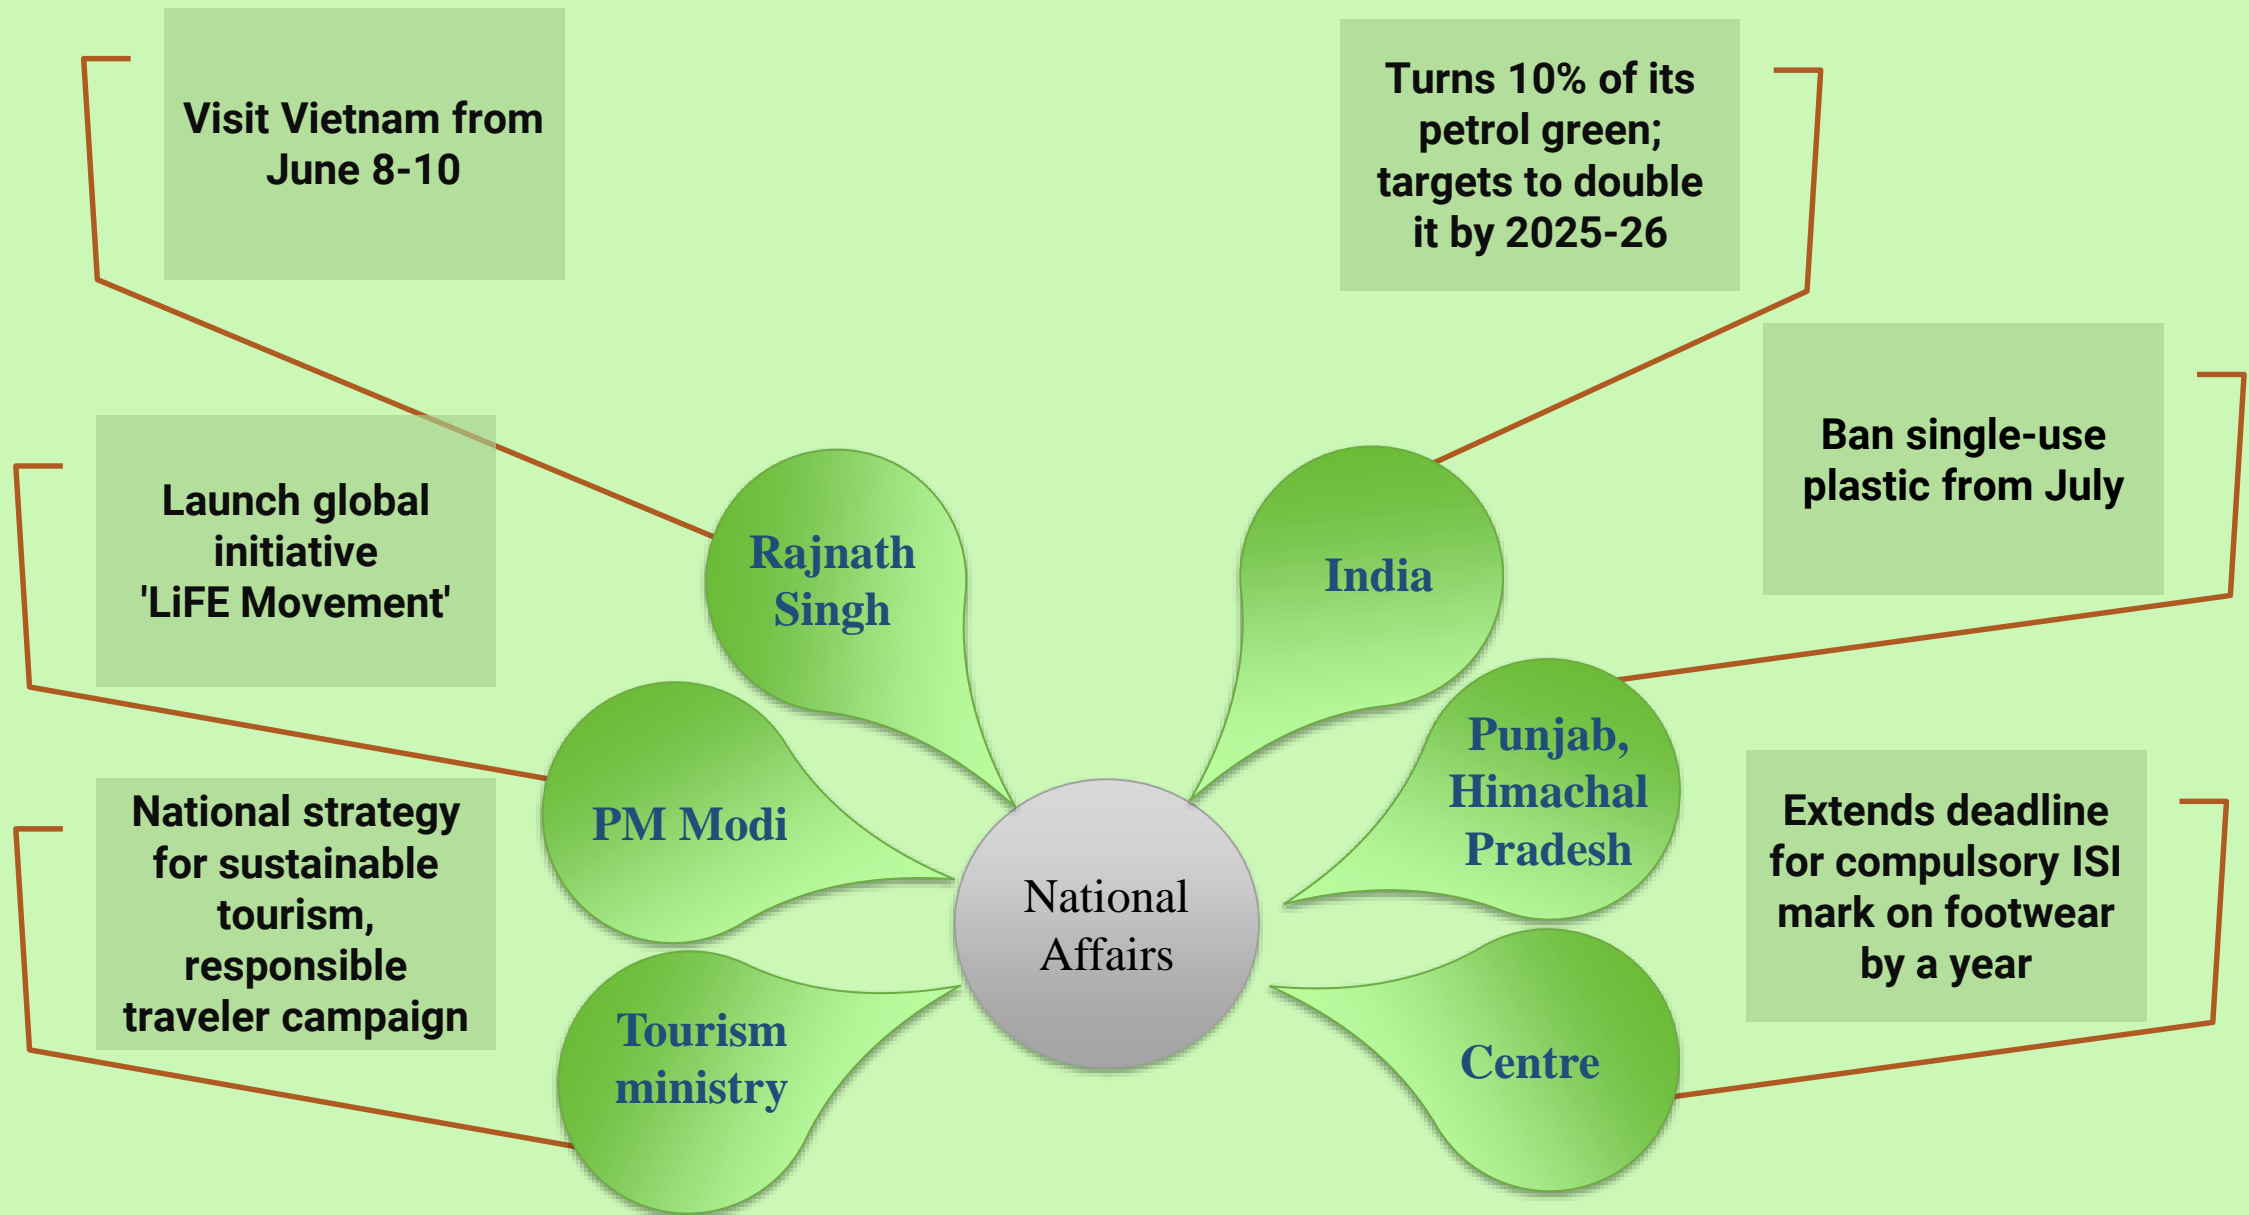 Visit Vietnam from
June 8-10
Turns 10% of its
petrol green;
targets to double
it by 2025-26
Launch global
initiative
'LiFE Movement'
Ban single-use
plastic from July
Rajnath
Singh
India
PM Modi
Punjab,
Himachal
Pradesh
National strategy
for sustainable
tourism,
responsible
traveler campaign
National
Affairs
Extends deadline
for compulsory ISI
mark on footwear
by a year
Tourism
ministry
Centre